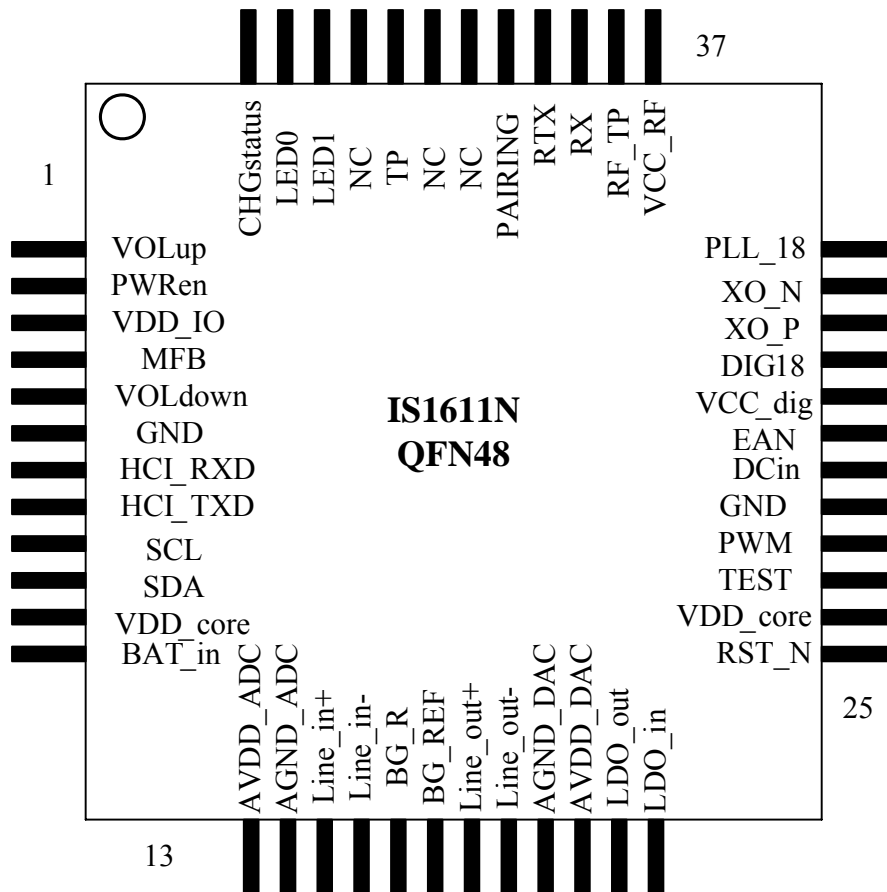 37
CHGstatus
LED0
LED1
NC
TP
NC
NC
PAIRING
RTX
RX
RF_TP
VCC_RF
1
VOLup
PWRen
VDD_IO
MFB
VOLdown
GND
HCI_RXD
HCI_TXD
SCL
SDA
VDD_core
BAT_in
IS1611N
QFN48
PLL_18
XO_N
XO_P
DIG18
VCC_dig
EAN
DCin
GND
PWM
TEST
VDD_core
RST_N
25
13
AVDD_ADC
AGND_ADC
Line_in+
Line_in-
BG_R
BG_REF
Line_out+
Line_out-
AGND_DAC
AVDD_DAC
LDO_out
LDO_in